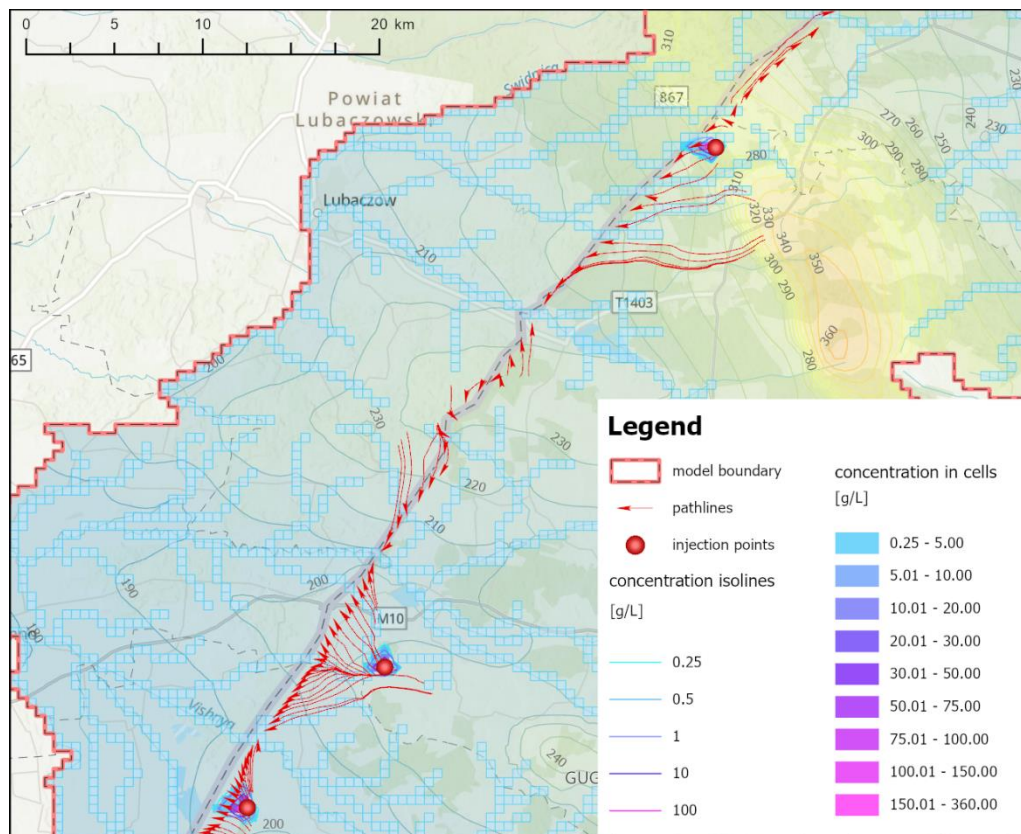 0 5 10 20 km
310
230
Świdnica
867
Powiat
Lubaczowski
270
260
250
240
230
300
290
280
280
310
Lubaczów
330
320
340
210
300
350
290
T1403
360
65
200
280
230
230
220
210
200
190
M10
180
Vishnya
240
GUG
200
Legend
model boundary
pathlines
injection points
concentration isolines
[g/L]
0.25
0.5
1
10
100
concentration in cells
[g/L]
0.25 - 5.00
5.01 - 10.00
10.01 - 20.00
20.01 - 30.00
30.01 - 50.00
50.01 - 75.00
75.01 - 100.00
100.01 - 150.00
150.01 - 360.00